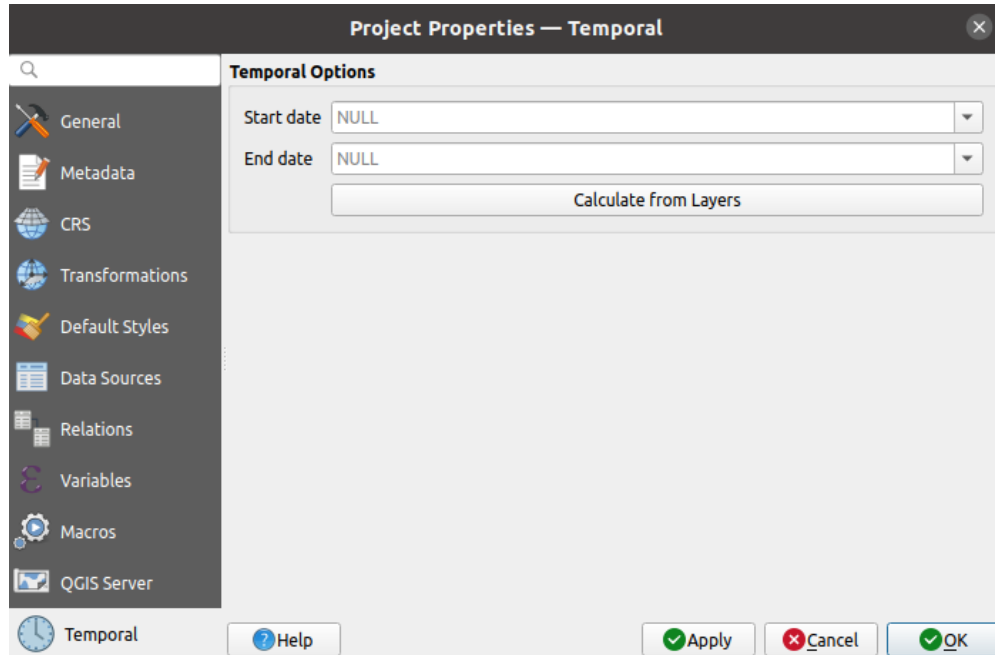 Project Properties — Temporal
General
Metadata
CRS
Transformations
Default Styles
Data Sources
Relations
Variables
Macros
QGIS Server
Temporal
Temporal Options
Start date NULL
End date NULL
Calculate from Layers
Help
Apply
Cancel
OK